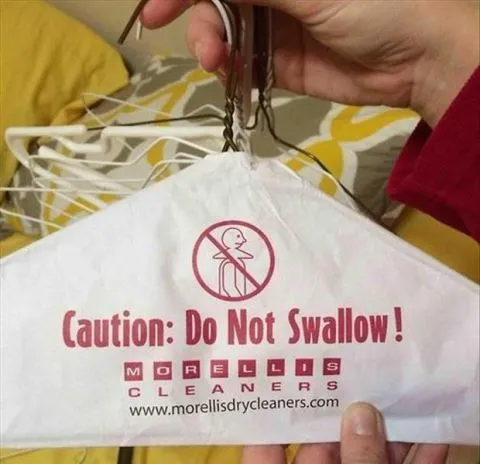 Caution: Do Not Swallow!
MORELLIS
CLEANERS
www.morellisdrycleaners.com